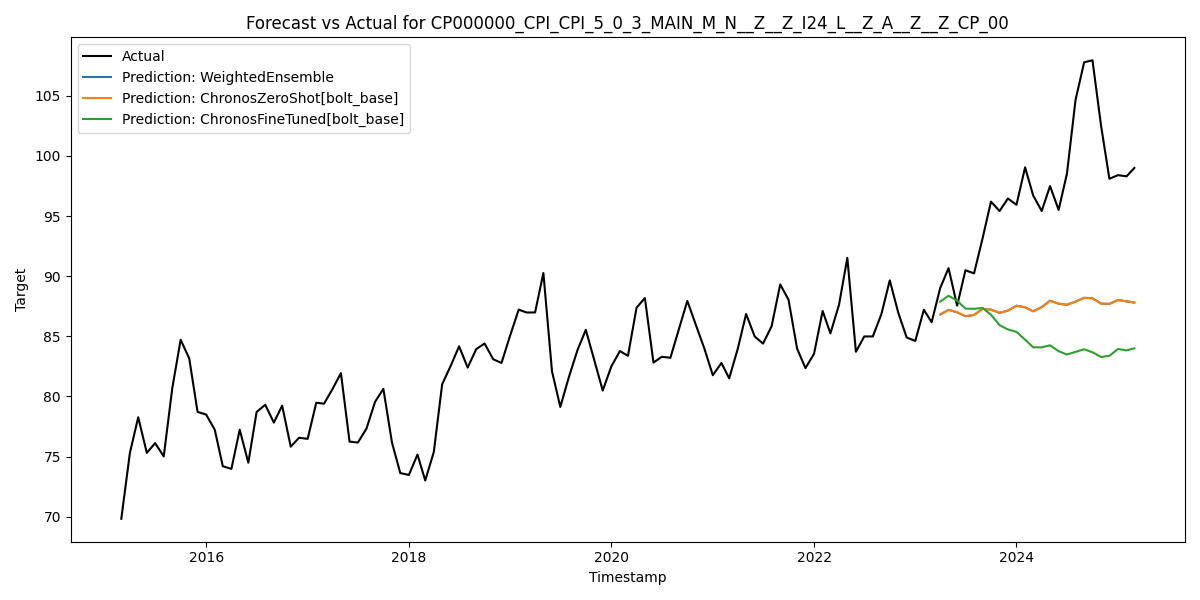 Forecast vs Actual for CP000000_CPI_CPI_5_0_3_MAIN_M_N__Z__Z_I24_L__Z_A__Z__Z_CP_00
Actual
Prediction: WeightedEnsemble
Prediction: ChronosZeroShot[bolt_base]
Prediction: ChronosFineTuned[bolt_base]
Target
105
100
95
90
85
80
75
70
2016
2018
2020
2022
2024
Timestamp